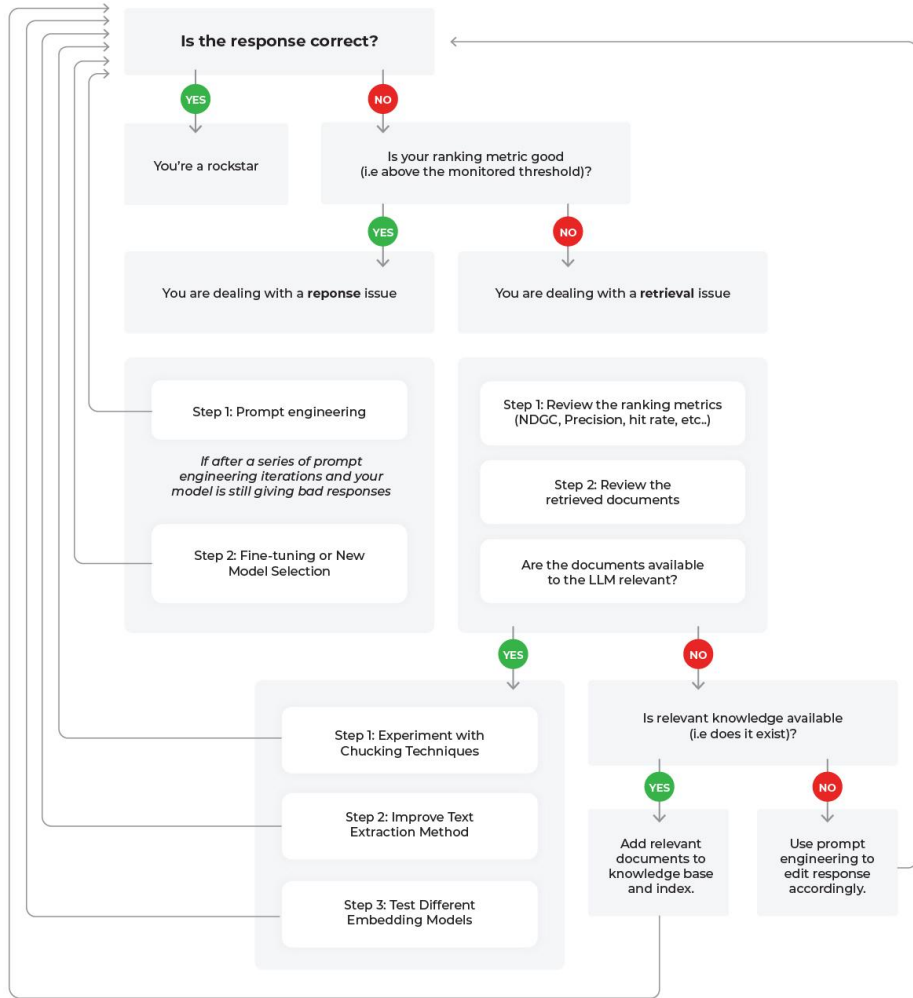 Is the response correct?
YES
NO
You're a rockstar
Is your ranking metric good
(i.e above the monitored threshold)?
YES
NO
You are dealing with a reponse issue
You are dealing with a retrieval issue
Step 1: Prompt engineering
If after a series of prompt
engineering iterations and your
model is still giving bad responses
Step 2: Fine-tuning or New
Model Selection
Step 1: Review the ranking metrics
(NDGC, Precision, hit rate, etc..)
Step 2: Review the
retrieved documents
Are the documents available
to the LLM relevant?
YES
NO
Step 1: Experiment with
Chucking Techniques
Step 2: Improve Text
Extraction Method
Step 3: Test Different
Embedding Models
Is relevant knowledge available
(i.e does it exist)?
YES
NO
Add relevant
documents to
knowledge base
and index.
Use prompt
engineering to
edit response
accordingly.